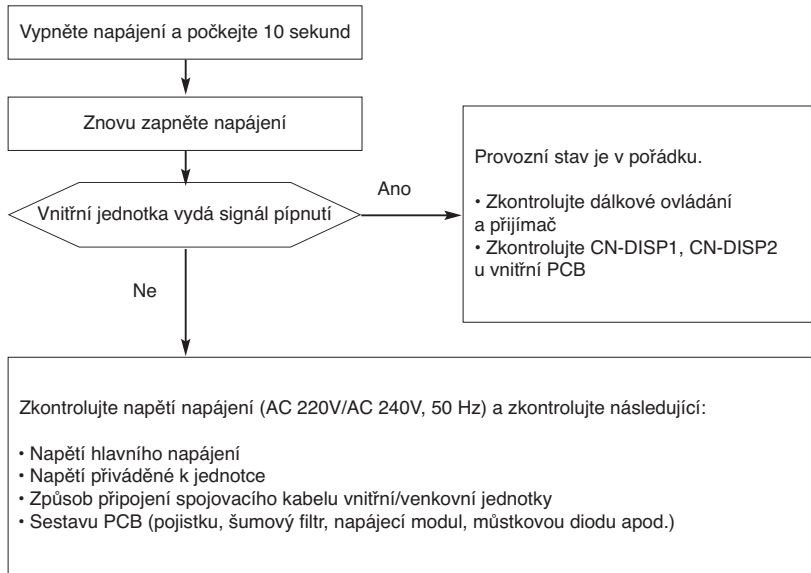 Vypněte napájení a počkejte 10 sekund
Znovu zapněte napájení
Vnitřní jednotka vydá signál pípnutí
Ano
Provozní stav je v pořádku.
• Zkontrolujte dálkové ovládání
a přijímač
• Zkontrolujte CN-DISP1, CN-DISP2
u vnitřní PCB
Ne
Zkontrolujte napětí napájení (AC 220V/AC 240V, 50 Hz) a zkontrolujte následující:
• Napětí hlavního napájení
• Napětí přiváděné k jednotce
• Způsob připojení spojovacího kabelu vnitřní/venkovní jednotky
• Sestavu PCB (pojistku, šumový filtr, napájecí modul, můstkovou diodu apod.)